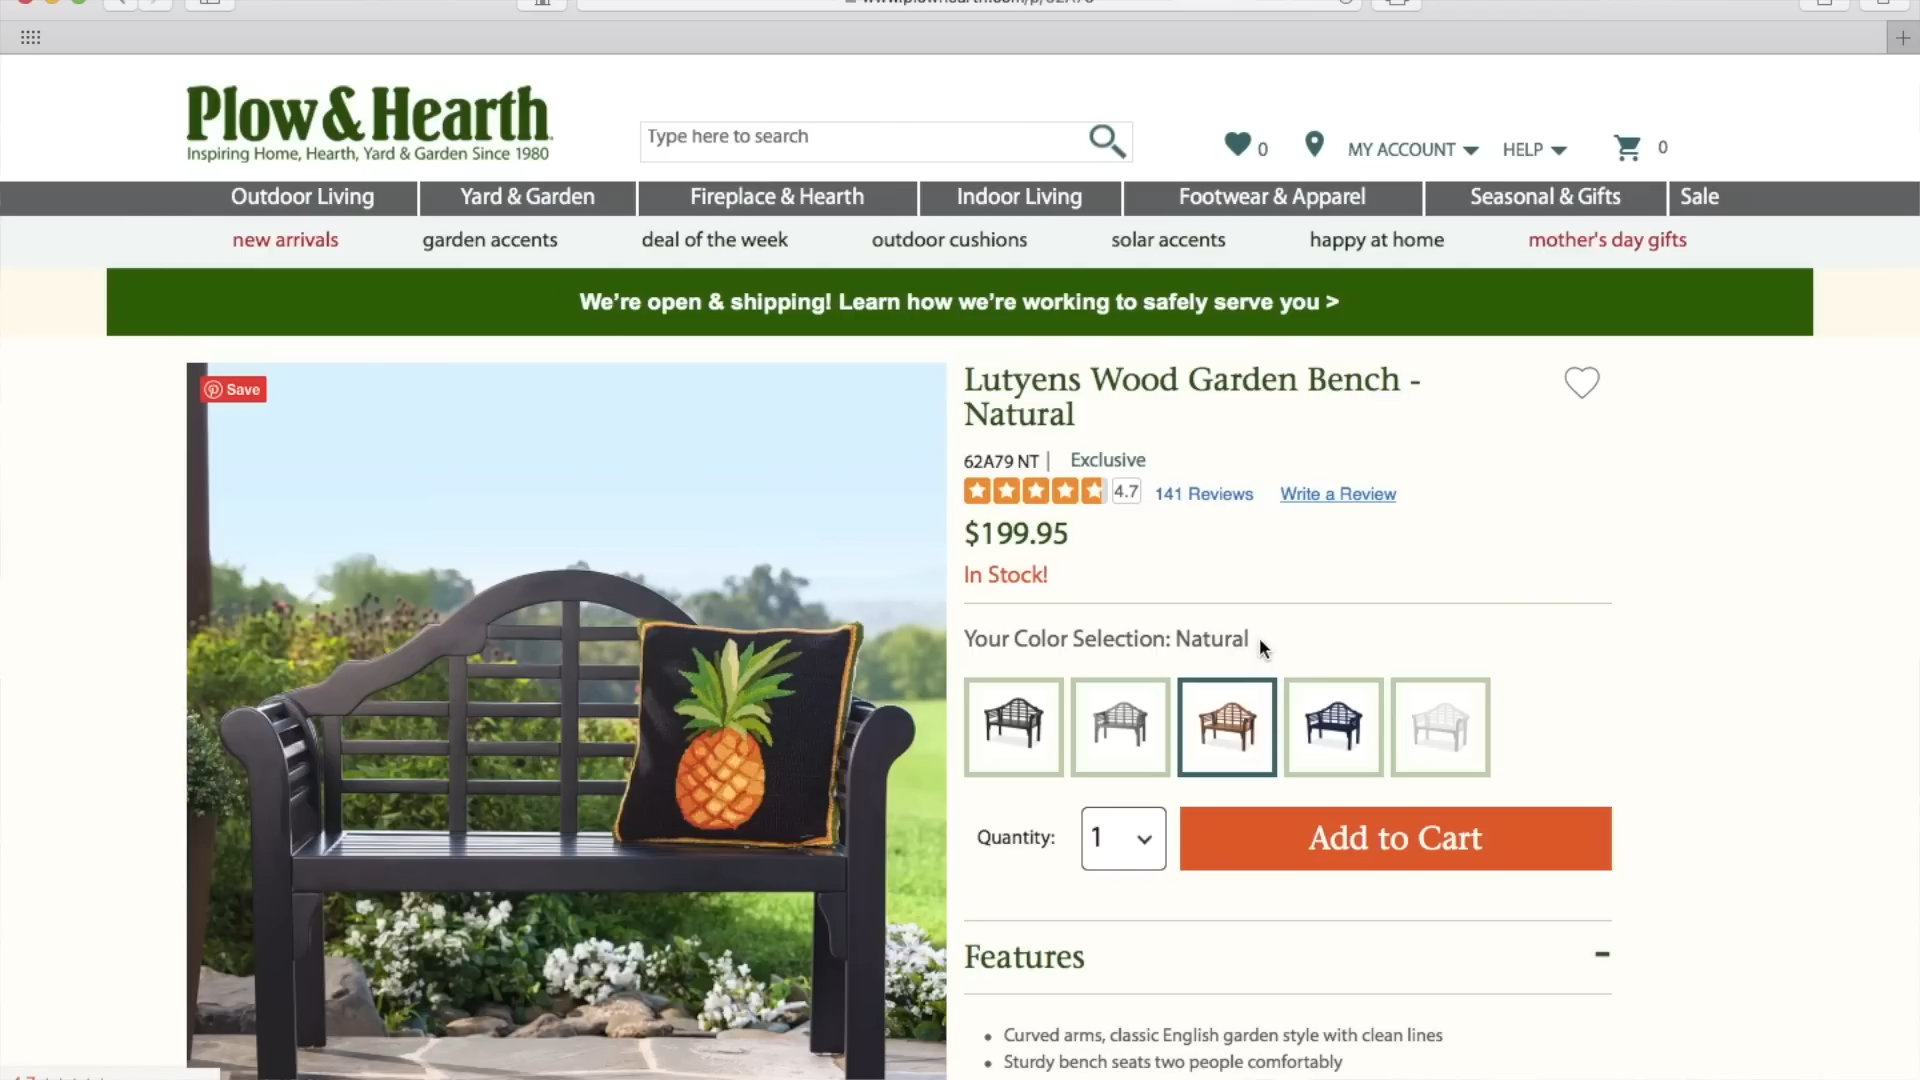 Plow & Hearth
Inspiring Home, Hearth, Yard & Garden Since 1980
Type here to search
0
MY ACCOUNT
HELP
0
Outdoor Living
Yard & Garden
Fireplace & Hearth
Indoor Living
Footwear & Apparel
Seasonal & Gifts
Sale
new arrivals
garden accents
deal of the week
outdoor cushions
solar accents
happy at home
mother's day gifts
We're open & shipping! Learn how we're working to safely serve you >
Save
Lutyens Wood Garden Bench -
Natural
62A79 NT | Exclusive
4.7 141 Reviews Write a Review
$199.95
In Stock!
Your Color Selection: Natural
Quantity: 1
Add to Cart
Features
Curved arms, classic English garden style with clean lines
Sturdy bench seats two people comfortably